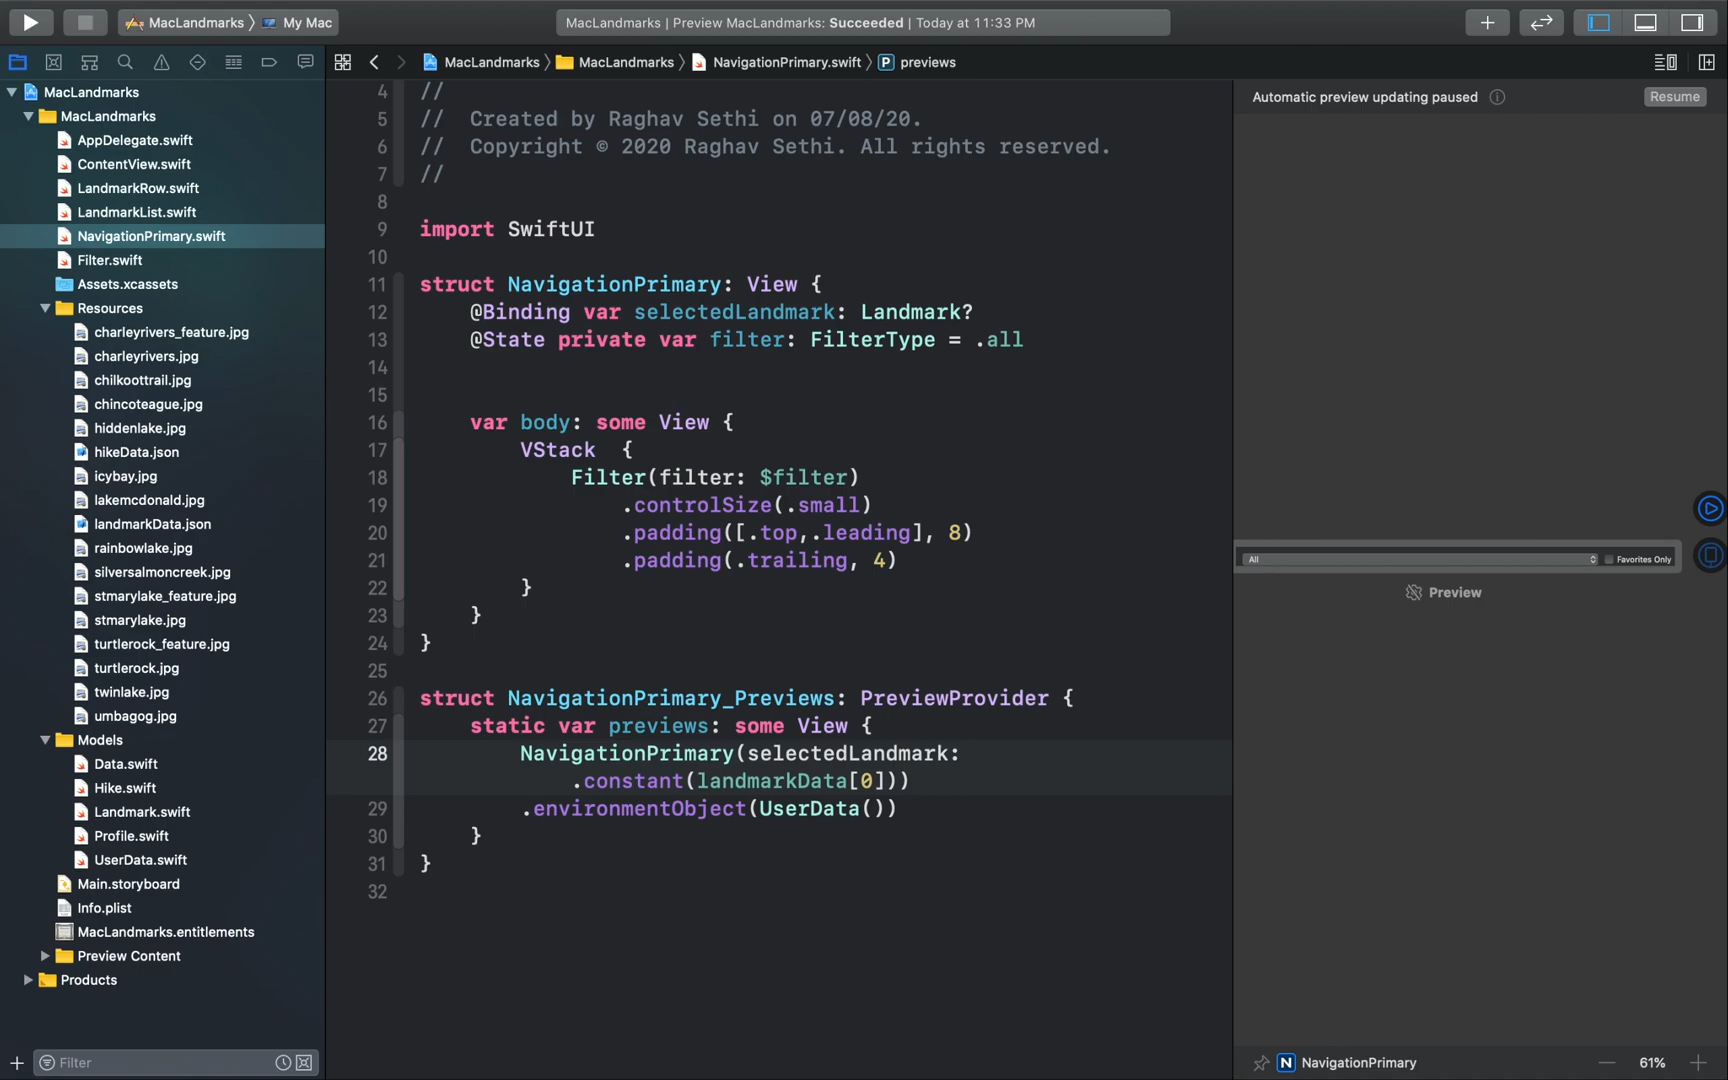 MacLandmarks 〉 My Mac
MacLandmarks | Preview MacLandmarks: Succeeded | Today at 11:33 PM
MacLandmarks 〉 MacLandmarks 〉 NavigationPrimary.swift 〉 P previews
MacLandmarks
MacLandmarks
AppDelegate.swift
ContentView.swift
LandmarkRow.swift
LandmarkList.swift
NavigationPrimary.swift
Filter.swift
Assets.xcassets
Resources
charleyrivers_feature.jpg
charleyrivers.jpg
chilkoottrail.jpg
chincoteague.jpg
hiddenlake.jpg
hikeData.json
icybay.jpg
lakemcdonald.jpg
landmarkData.json
rainbowlake.jpg
silversalmoncreek.jpg
stmarylake_feature.jpg
stmarylake.jpg
turtlerock_feature.jpg
turtlerock.jpg
twinlake.jpg
umbagog.jpg
Models
Data.swift
Hike.swift
Landmark.swift
Profile.swift
UserData.swift
Main.storyboard
Info.plist
MacLandmarks.entitlements
Preview Content
Products
Filter
4 //
5 // Created by Raghav Sethi on 07/08/20.
6 // Copyright © 2020 Raghav Sethi. All rights reserved.
7 //
8
9 import SwiftUI
10
11 struct NavigationPrimary: View {
12 @Binding var selectedLandmark: Landmark?
13 @State private var filter: FilterType = .all
14
15
16 var body: some View {
17 VStack {
18 Filter(filter: $filter)
19 .controlSize(.small)
20 .padding([.top,.leading], 8)
21 .padding(.trailing, 4)
22 }
23 }
24 }
25
26 struct NavigationPrimary_Previews: PreviewProvider {
27 static var previews: some View {
28 NavigationPrimary(selectedLandmark:
.constant(landmarkData[0]))
29 .environmentObject(UserData())
30 }
31 }
32
Automatic preview updating paused
Resume
All
Favorites Only
Preview
N NavigationPrimary
61%